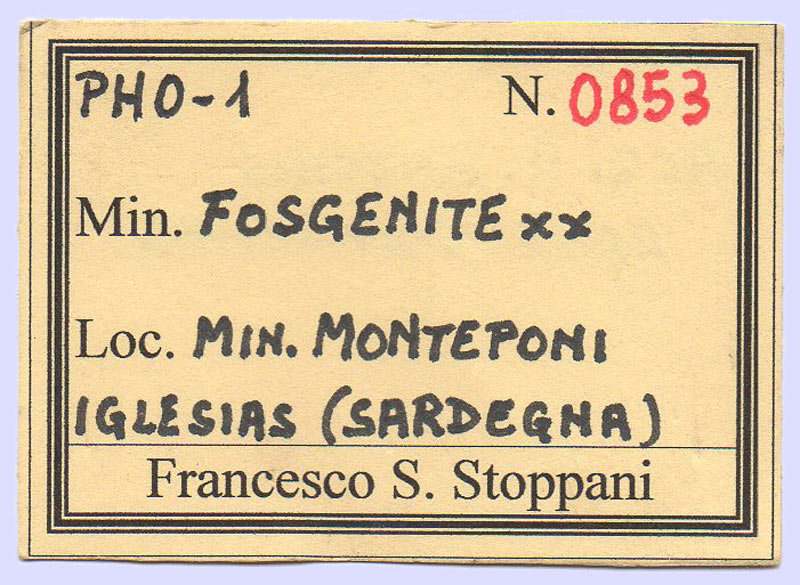 PHO-1 N. 0853
Min. FOSGENITE xx
Loc. MIN. MONTEPONI
IGLESIAS (SARDEGNA)
Francesco S. Stoppani